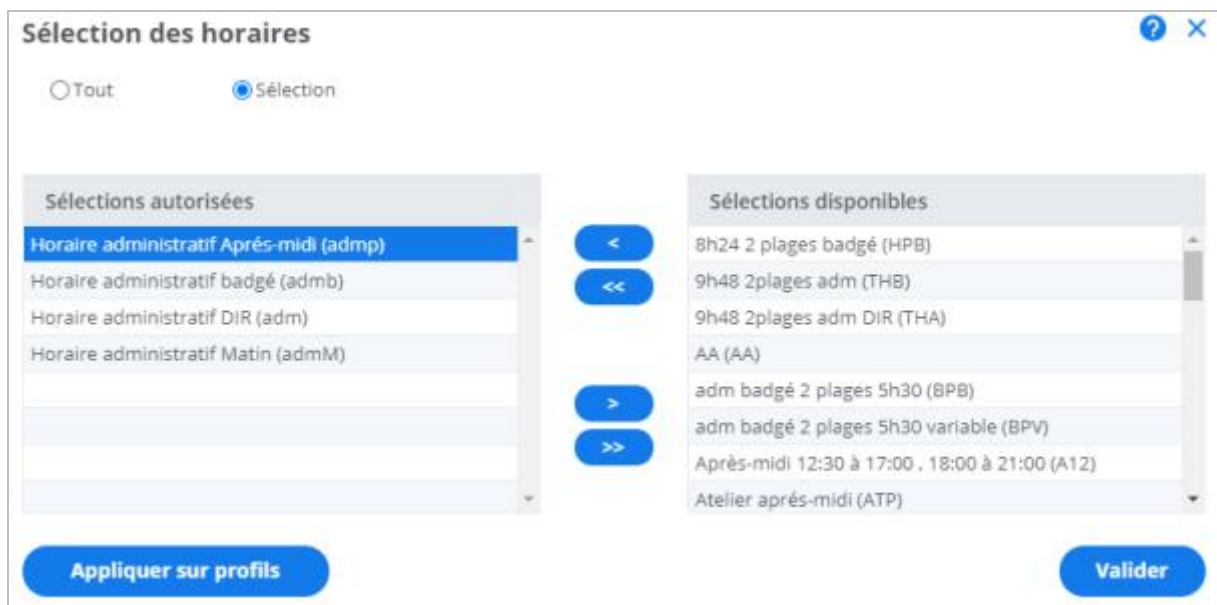 Sélection des horaires
?
Tout
Sélection
Sélections autorisées
Horaire administratif Aprés-midi (admp)
Horaire administratif badgé (admb)
Horaire administratif DIR (adm)
Horaire administratif Matin (admM)
<
<<
>
>>
Sélections disponibles
8h24 2 plages badgé (HPB)
9h48 2plages adm (THB)
9h48 2plages adm DIR (THA)
AA (AA)
adm badgé 2 plages 5h30 (BPB)
adm badgé 2 plages 5h30 variable (BPV)
Après-midi 12:30 à 17:00 , 18:00 à 21:00 (A12)
Atelier aprés-midi (ATP)
Appliquer sur profils
Valider